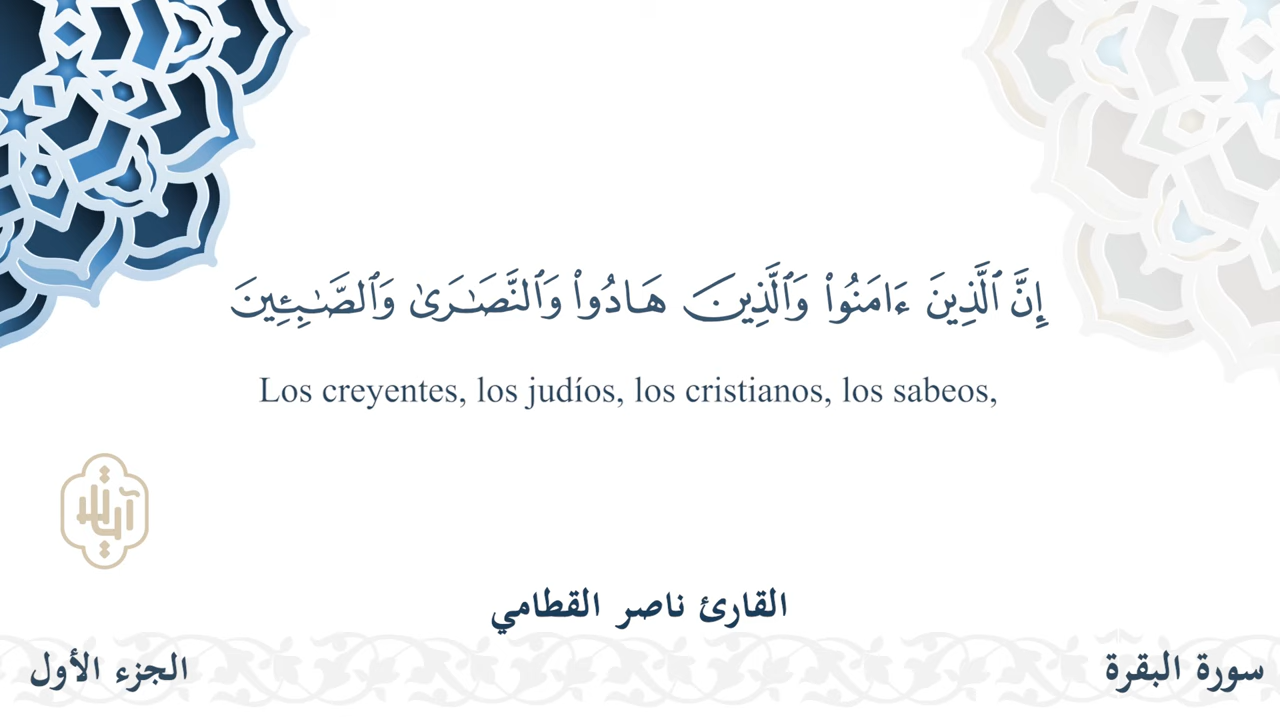 إِنَّ ٱلَّذِينَ ءَامَنُوا۟ وَٱلَّذِينَ هَادُوا۟ وَٱلنَّصَـٰرَىٰ وَٱلصَّـٰبِـِٔينَ
Los creyentes, los judíos, los cristianos, los sabeos,
القارئ ناصر القطامي
سورة البقرة
الجزء الأول